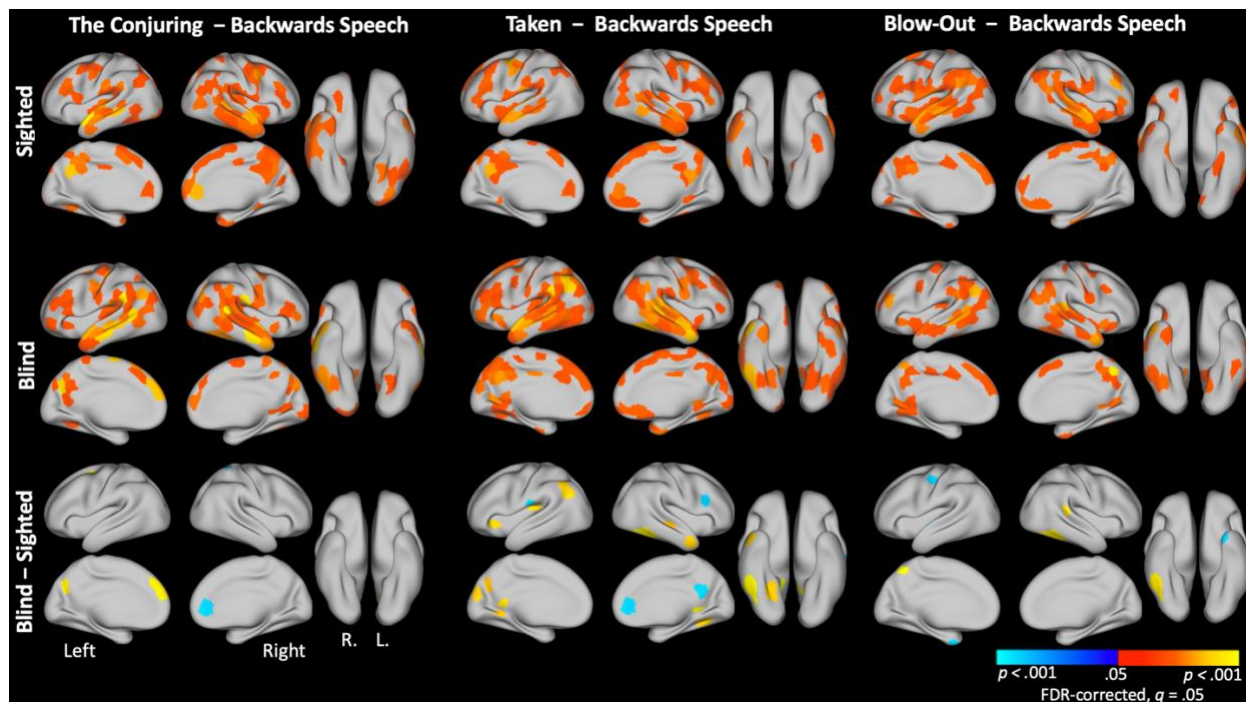 The Conjuring – Backwards Speech
Taken – Backwards Speech
Blow-Out – Backwards Speech
Sighted
Blind
Blind – Sighted
Left
Right
R. L.
p < .001 .05 p < .001
FDR-corrected, q = .05